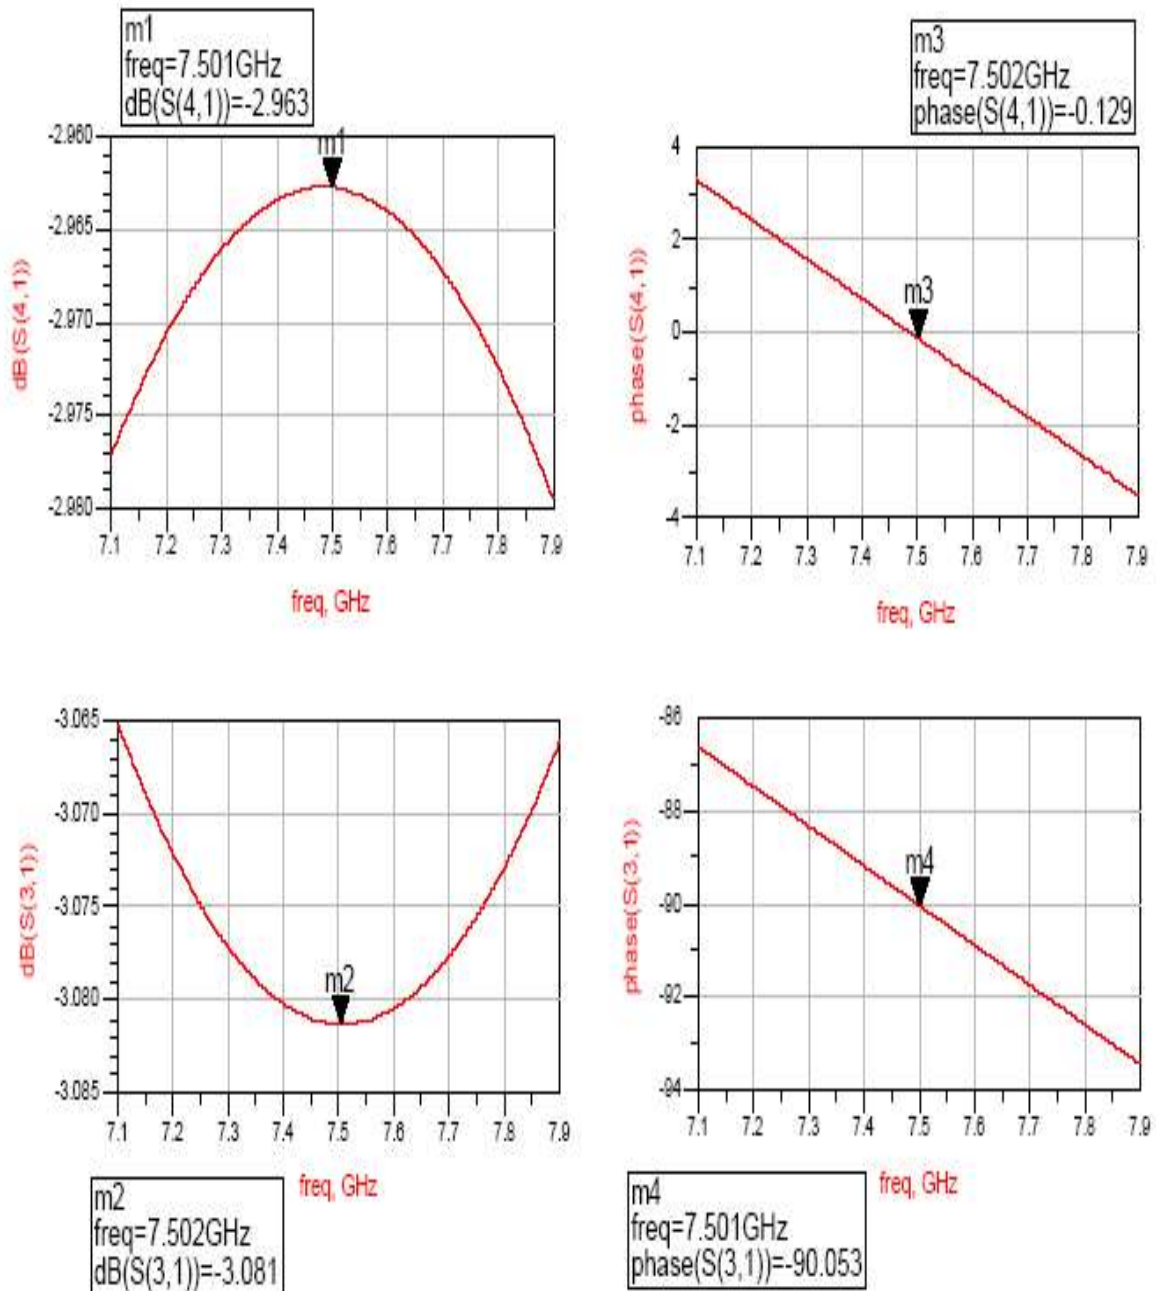 m1
freq=7.501GHz
dB(S(4,1))=-2.963
m1
-2.960
-2.965
-2.970
-2.975
-2.980
dB(S(4,1))
7.1 7.2 7.3 7.4 7.5 7.6 7.7 7.8 7.9
freq, GHz
m3
freq=7.502GHz
phase(S(4,1))=-0.129
m3
4
2
0
-2
-4
phase(S(4,1))
7.1 7.2 7.3 7.4 7.5 7.6 7.7 7.8 7.9
freq, GHz
-3.065
-3.070
-3.075
-3.080
-3.085
dB(S(3,1))
m2
7.1 7.2 7.3 7.4 7.5 7.6 7.7 7.8 7.9
freq, GHz
m2
freq=7.502GHz
dB(S(3,1))=-3.081
-86
-88
-90
-92
-94
phase(S(3,1))
m4
7.1 7.2 7.3 7.4 7.5 7.6 7.7 7.8 7.9
freq, GHz
m4
freq=7.501GHz
phase(S(3,1))=-90.053